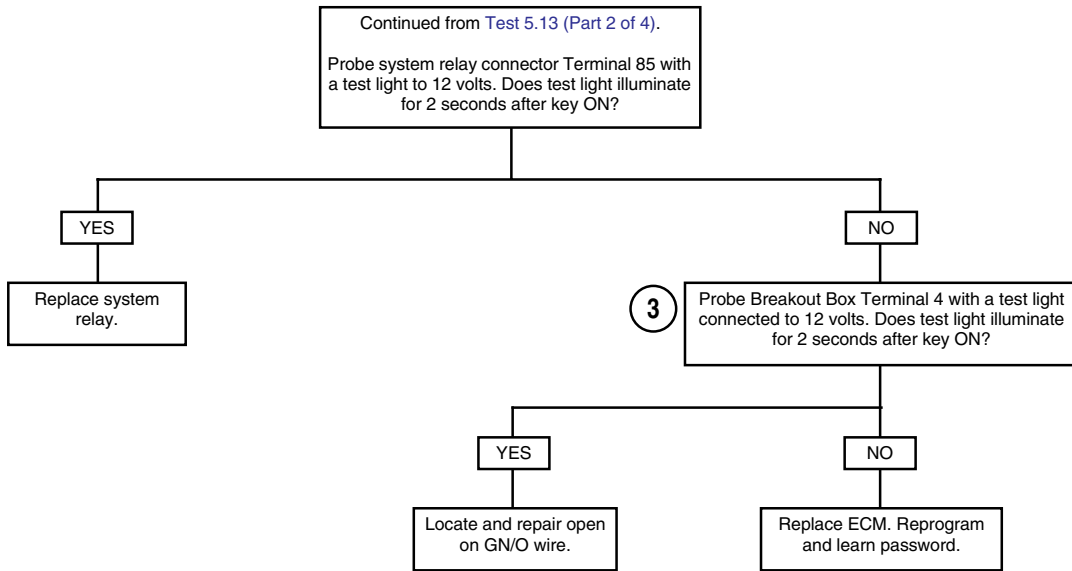 Continued from Test 5.13 (Part 2 of 4).
Probe system relay connector Terminal 85 with
a test light to 12 volts. Does test light illuminate
for 2 seconds after key ON?
YES
NO
Replace system
relay.
3
Probe Breakout Box Terminal 4 with a test light
connected to 12 volts. Does test light illuminate
for 2 seconds after key ON?
YES
NO
Locate and repair open
on GN/O wire.
Replace ECM. Reprogram
and learn password.